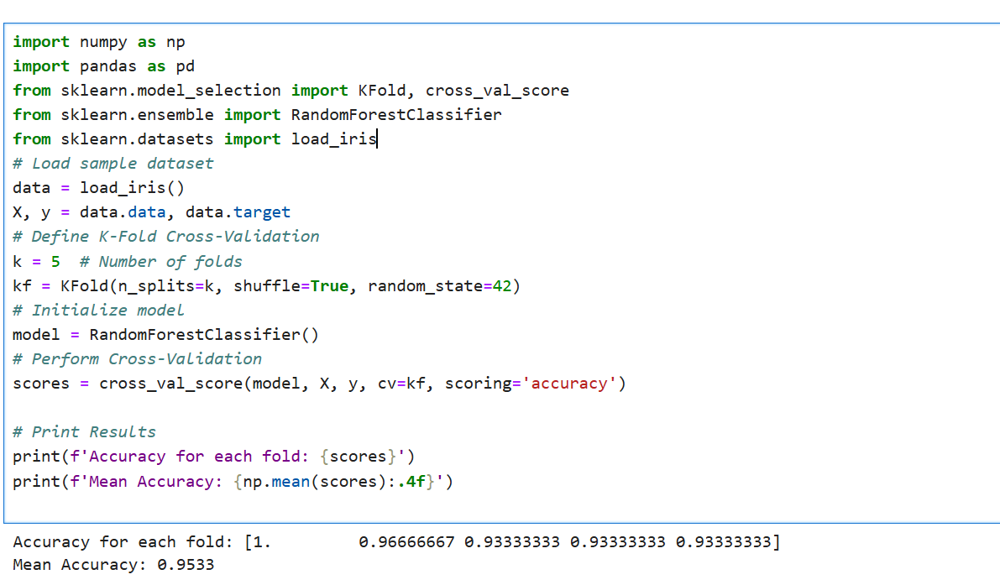 import numpy as np
import pandas as pd
from sklearn.model_selection import KFold, cross_val_score
from sklearn.ensemble import RandomForestClassifier
from sklearn.datasets import load_iris
# Load sample dataset
data = load_iris()
X, y = data.data, data.target
# Define K-Fold Cross-Validation
k = 5  # Number of folds
kf = KFold(n_splits=k, shuffle=True, random_state=42)
# Initialize model
model = RandomForestClassifier()
# Perform Cross-Validation
scores = cross_val_score(model, X, y, cv=kf, scoring='accuracy')

# Print Results
print(f'Accuracy for each fold: {scores}')
print(f'Mean Accuracy: {np.mean(scores):.4f}')

Accuracy for each fold: [1.         0.96666667 0.93333333 0.93333333 0.93333333]
Mean Accuracy: 0.9533